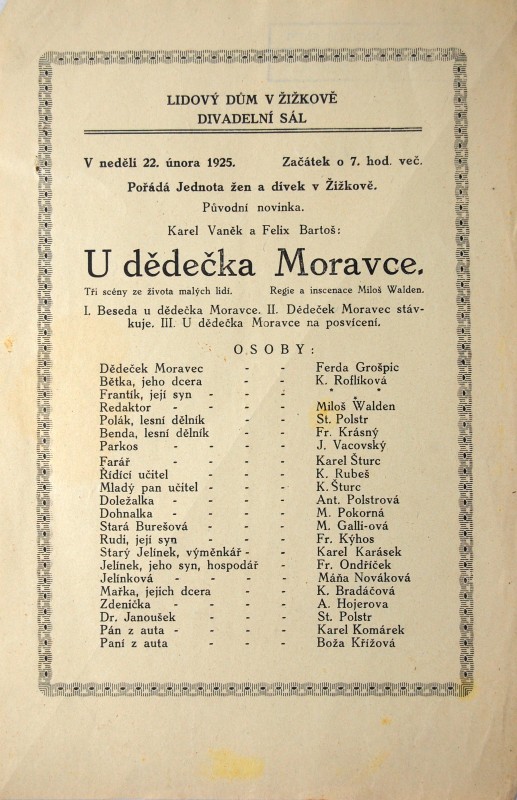 LIDOVÝ DŮM V ŽIŽKOVĚ
DIVADELNÍ SÁL
V neděli 22. února 1925. Začátek o 7. hod. več.
Pořádá Jednota žen a dívek v Žižkově.
Původní novinka.
Karel Vaněk a Felix Bartoš:
U dědečka Moravce.
Tři scény ze života malých lidí. Regie a inscenace Miloš Walden.
I. Beseda u dědečka Moravce. II. Dědeček Moravec stáv-
kuje. III. U dědečka Moravce na posvícení.
OSOBY:
Dědeček Moravec - - Ferda Grošpic
Bětka, jeho dcera - - K. Roflíková
Frantík, její syn - - - - * * *
Redaktor - - - - - Miloš Walden
Polák, lesní dělník - - St. Polstr
Benda, lesní dělník - - Fr. Krásný
Parkos - - - - - J. Vacovský
Farář - - - - - Karel Šturc
Řídící učitel - - - - K. Rubeš
Mladý pan učitel - - - - K. Šturc
Doležalka - - - - - Ant. Polstrová
Dohnalka - - - - - M. Pokorná
Stará Burešová - - - - M. Galli-ová
Rudi, její syn - - - - Fr. Kýhos
Starý Jelínek, výměnkář - - Karel Karásek
Jelínek, jeho syn, hospodář - - Fr. Ondříček
Jelínková - - - - - Máňa Nováková
Mařka, jejich dcera - - - K. Bradáčová
Zdenička - - - - - A. Hojerova
Dr. Janoušek - - - - St. Polstr
Pán z auta - - - - - Karel Komárek
Paní z auta - - - - Boža Křížová